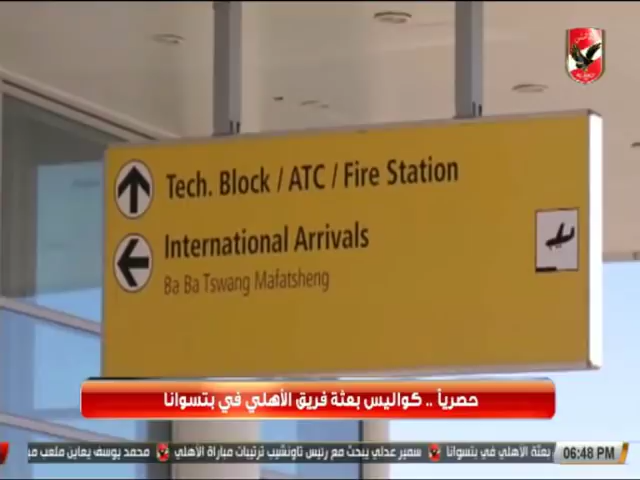 Tech. Block / ATC / Fire Station
International Arrivals
Ba Ba Tswang Mafatsheng
حصرياً .. كواليس بعثة فريق الأهلي في بتسوانا
بعثة الأهلي في بتسوانا سمير عدلي يبحث مع رئيس تاونشيب ترتيبات مباراة الأهلي محمد يوسف يعاين ملعب
06:48 PM